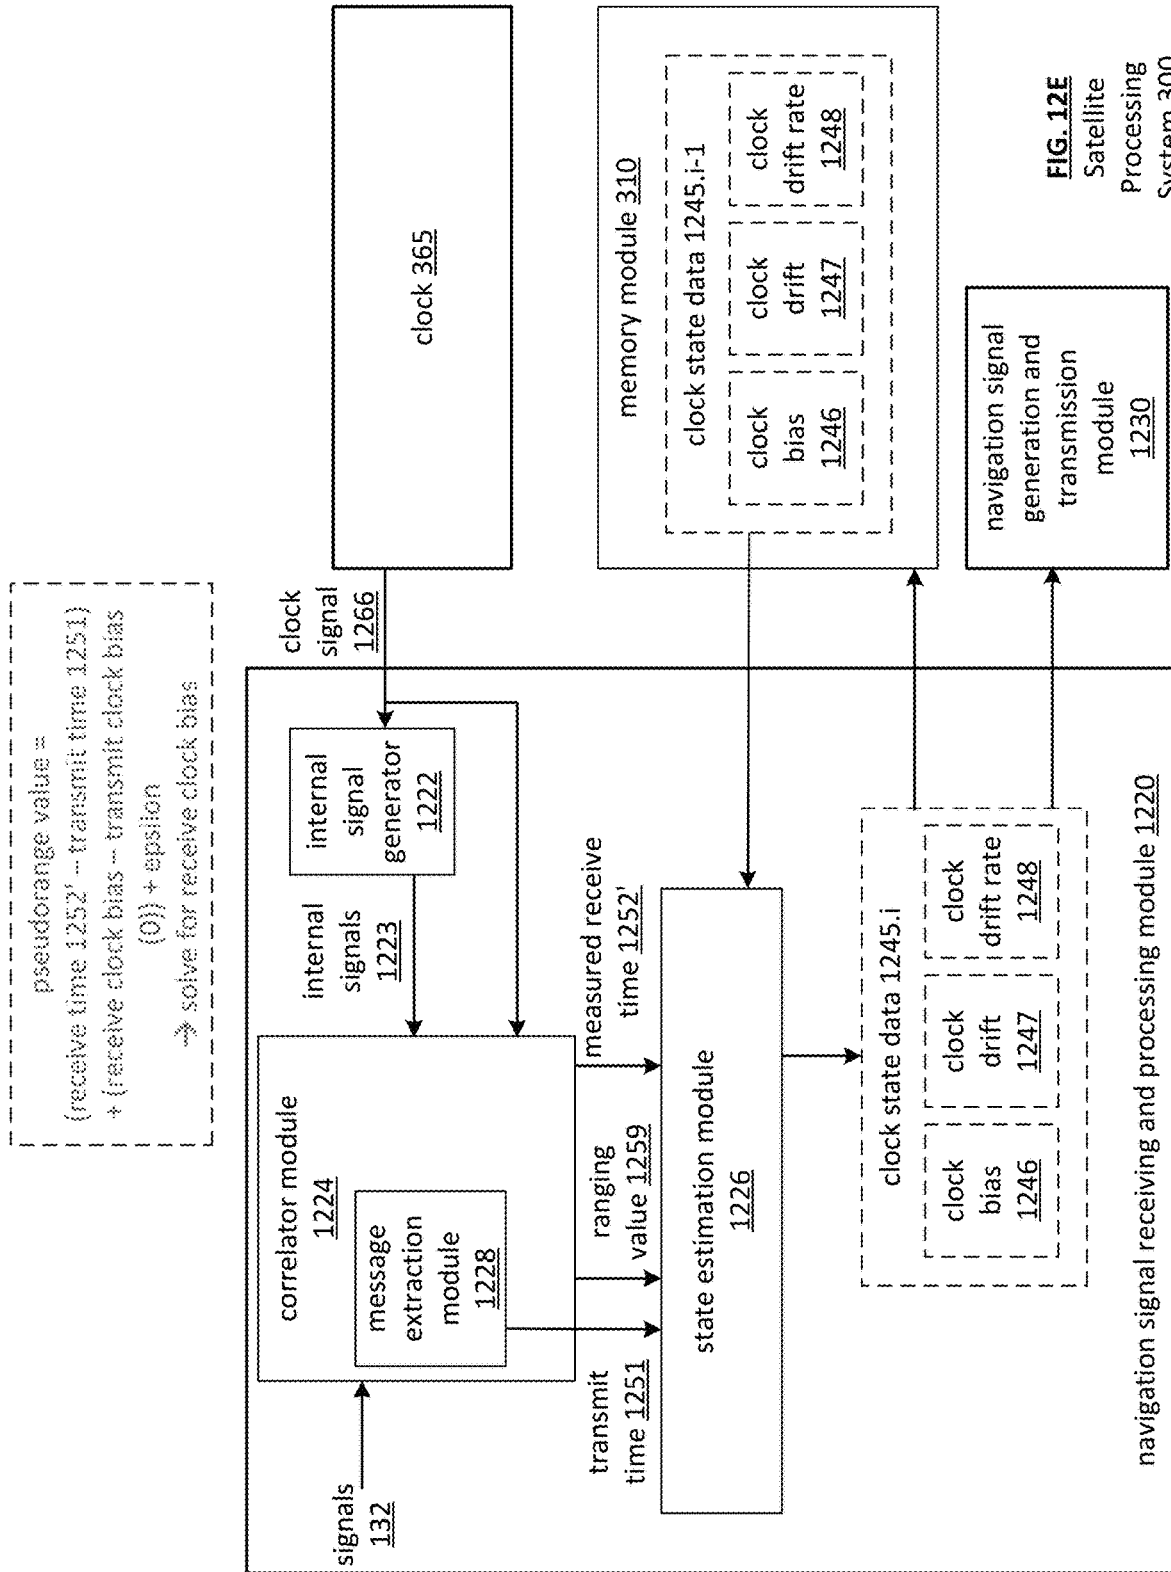 pseudorange value =
(receive time 1252' – transmit time 1251)
+ (receive clock bias – transmit clock bias
(0)) + epsilon
→ solve for receive clock bias
signals
132
correlator module
1224
message
extraction
module
1228
internal
signals
1223
internal
signal
generator
1222
clock
signal
1266
clock 365
transmit
time 1251
ranging
value 1259
measured receive
time 1252'
state estimation module
1226
memory module 310
clock state data 1245.i-1
clock
bias
1246
clock
drift
1247
clock
drift rate
1248
clock state data 1245.i
clock
bias
1246
clock
drift
1247
clock
drift rate
1248
navigation signal
generation and
transmission
module
1230
navigation signal receiving and processing module 1220
FIG. 12E
Satellite
Processing
System 300